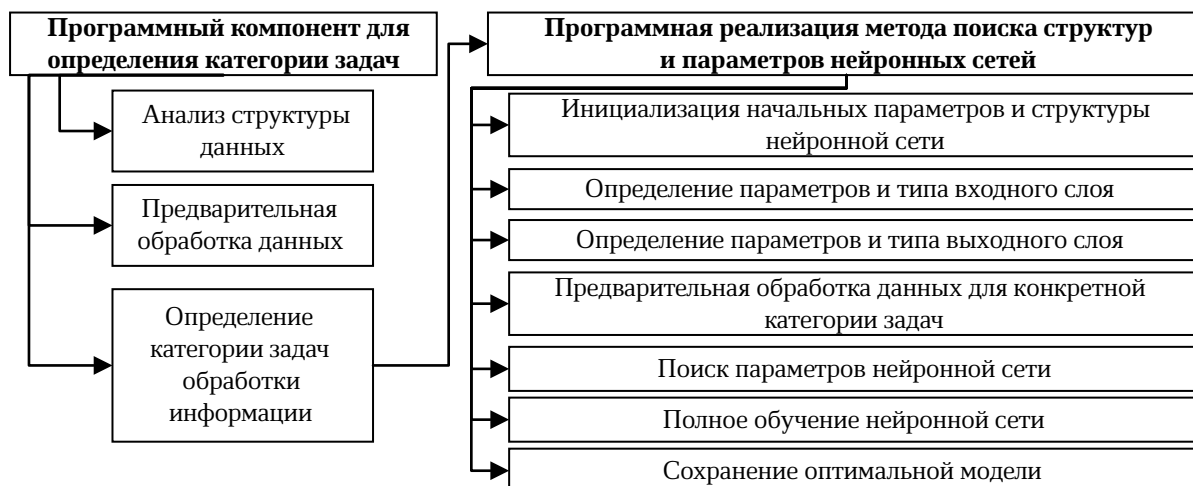 Программный компонент для
определения категории задач
Анализ структуры
данных
Предварительная
обработка данных
Определение
категории задач
обработки
информации
Программная реализация метода поиска структур
и параметров нейронных сетей
Инициализация начальных параметров и структуры
нейронной сети
Определение параметров и типа входного слоя
Определение параметров и типа выходного слоя
Предварительная обработка данных для конкретной
категории задач
Поиск параметров нейронной сети
Полное обучение нейронной сети
Сохранение оптимальной модели